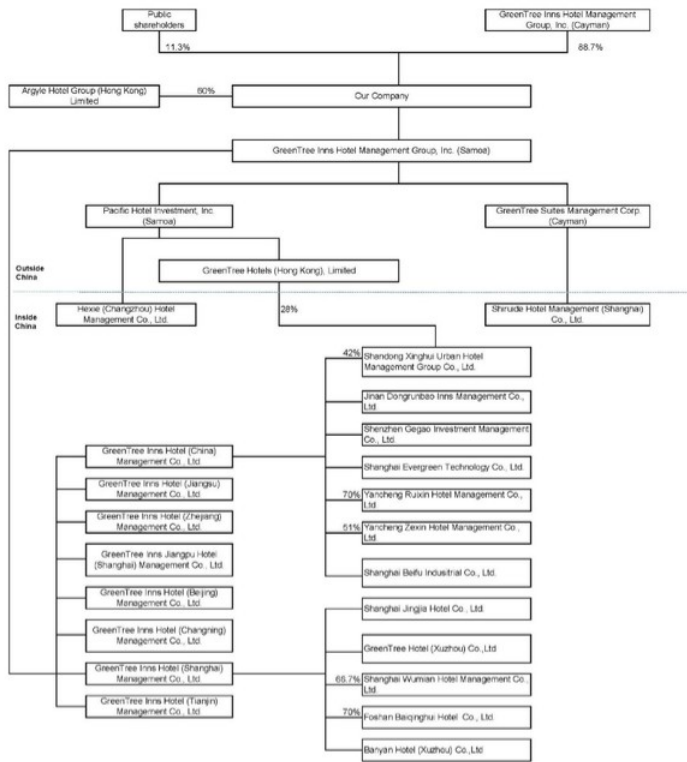 Public
shareholders
GreenTree Inns Hotel Management
Group, Inc. (Cayman)
11.3%
88.7%
Argyle Hotel Group (Hong Kong)
Limited
60%
Our Company
GreenTree Inns Hotel Management Group, Inc. (Samoa)
Pacific Hotel Investment, Inc.
(Samoa)
GreenTree Suites Management Corp.
(Cayman)
Outside
China
GreenTree Hotels (Hong Kong), Limited
Inside
China
Hexie (Changzhou) Hotel
Management Co., Ltd.
28%
Shiruide Hotel Management (Shanghai)
Co., Ltd.
42%
Shandong Xinghui Urban Hotel
Management Group Co., Ltd.
Jinan Dongrunbao Inns Management Co.,
Ltd.
Shenzhen Gegao Investment Management
Co., Ltd.
GreenTree Inns Hotel (China)
Management Co., Ltd.
Shanghai Evergreen Technology Co., Ltd.
GreenTree Inns Hotel (Jiangsu)
Management Co., Ltd.
70%
Yancheng Ruixin Hotel Management Co.,
Ltd.
GreenTree Inns Hotel (Zhejiang)
Management Co., Ltd.
51%
Yancheng Zexin Hotel Management Co.,
Ltd.
GreenTree Inns Jiangpu Hotel
(Shanghai) Management Co., Ltd.
Shanghai Beifu Industrial Co., Ltd.
GreenTree Inns Hotel (Beijing)
Management Co., Ltd.
Shanghai Jingjia Hotel Co., Ltd.
GreenTree Inns Hotel (Changning)
Management Co., Ltd.
GreenTree Hotel (Xuzhou) Co.,Ltd
GreenTree Inns Hotel (Shanghai)
Management Co., Ltd.
66.7%
Shanghai Wumian Hotel Management Co.,
Ltd.
GreenTree Inns Hotel (Tianjin)
Management Co., Ltd.
70%
Foshan Baiqinghui Hotel Co., Ltd.
Banyan Hotel (Xuzhou) Co.,Ltd